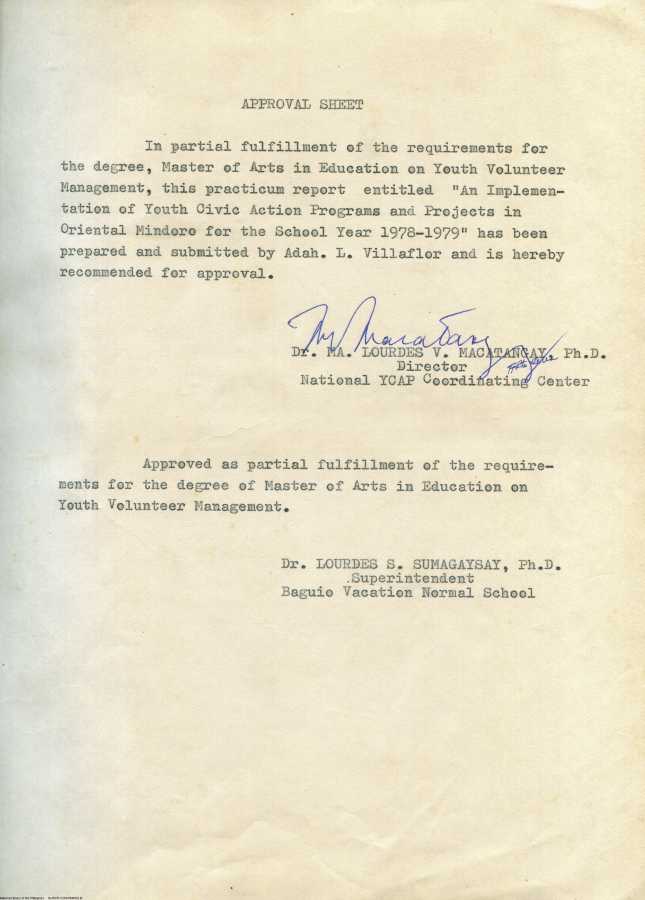 APPROVAL SHEET
In partial fulfillment of the requirements for
the degree, Master of Arts in Education on Youth Volunteer
Management, this practicum report entitled "An Implemen-
tation of Youth Civic Action Programs and Projects in
Oriental Mindoro for the School Year 1978-1979" has been
prepared and submitted by Adah. L. Villaflor and is hereby
recommended for approval.
Dr. MA. LOURDES V. MACATANGAY, Ph.D.
Director
National YCAP Coordinating Center
Approved as partial fulfillment of the require-
ments for the degree of Master of Arts in Education on
Youth Volunteer Management.
Dr. LOURDES S. SUMAGAYSAY, Ph.D.
.Superintendent
Baguio Vacation Normal School